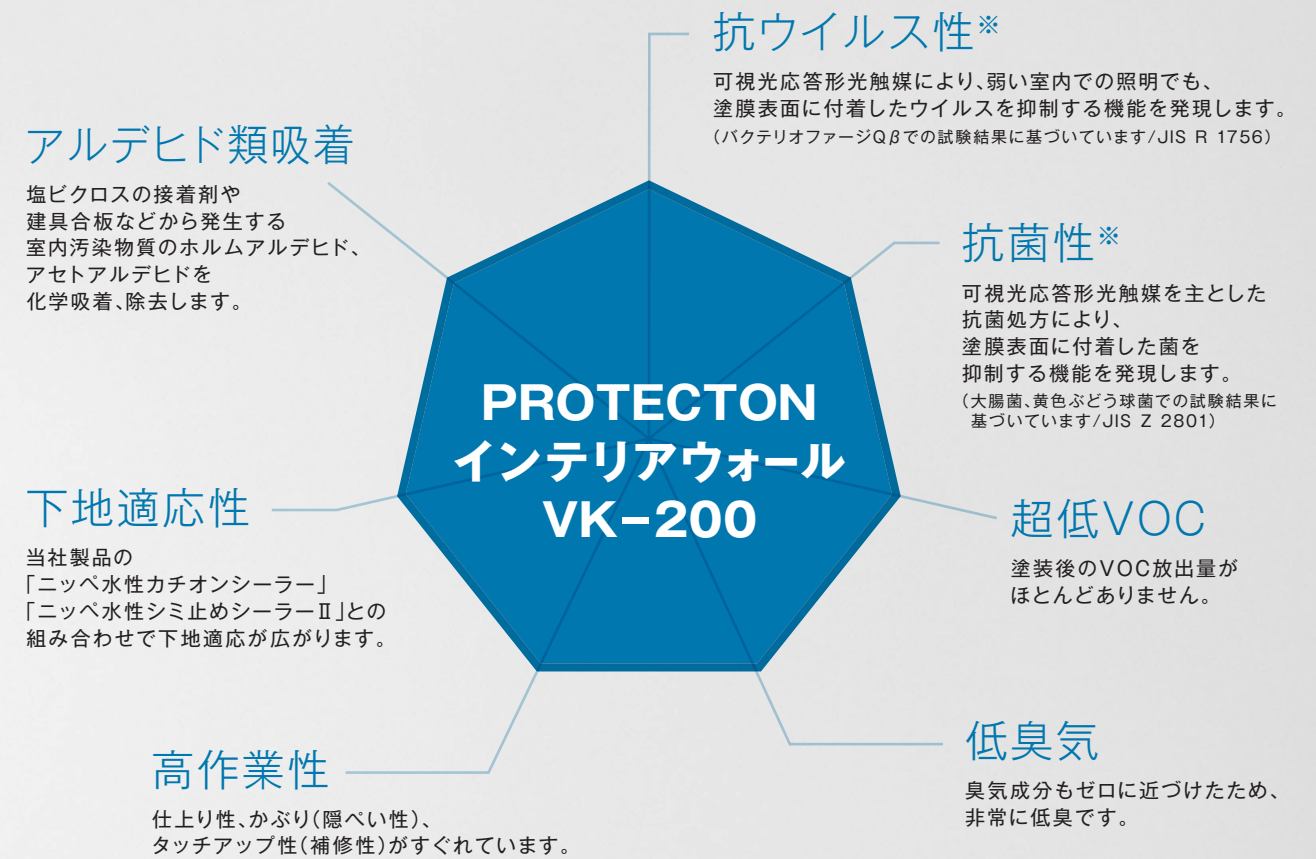 抗ウイルス性※
可視光応答形光触媒により、弱い室内での照明でも、
塗膜表面に付着したウイルスを抑制する機能を発現します。
（バクテリオファージQβでの試験結果に基づいています/JIS R 1756）
アルデヒド類吸着
塩ビクロスの接着剤や
建具合板などから発生する
室内汚染物質のホルムアルデヒド、
アセトアルデヒドを
化学吸着、除去します。
抗菌性※
可視光応答形光触媒を主とした
抗菌処方により、
塗膜表面に付着した菌を
抑制する機能を発現します。
（大腸菌、黄色ぶどう球菌での試験結果に
基づいています/JIS Z 2801）
PROTECTON
インテリアウォール
VK−200
下地適応性
当社製品の
「ニッペ水性カチオンシーラー」
「ニッペ水性シミ止めシーラーⅡ」との
組み合わせで下地適応が広がります。
超低VOC
塗装後のVOC放出量が
ほとんどありません。
高作業性
仕上り性、かぶり（隠ぺい性）、
タッチアップ性（補修性）がすぐれています。
低臭気
臭気成分もゼロに近づけたため、
非常に低臭です。